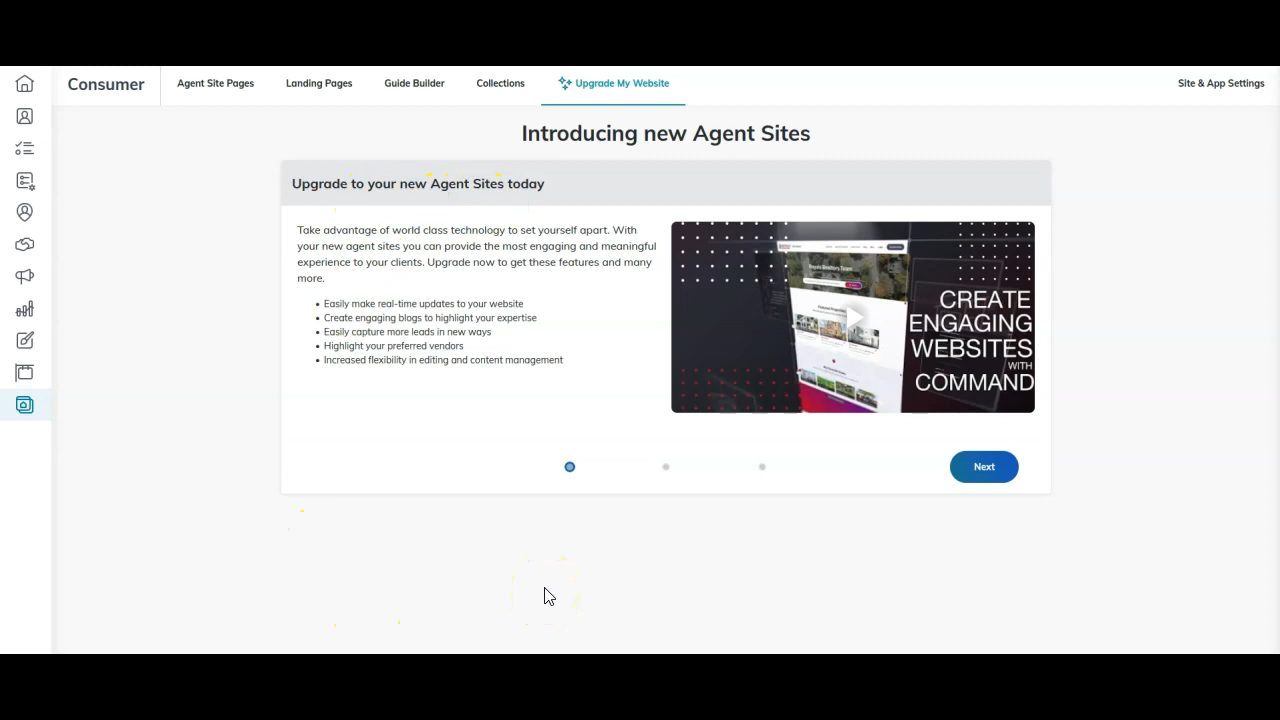 Consumer
Agent Site Pages
Landing Pages
Guide Builder
Collections
Upgrade My Website
Site & App Settings
Introducing new Agent Sites
Upgrade to your new Agent Sites today
Take advantage of world class technology to set yourself apart. With
your new agent sites you can provide the most engaging and meaningful
experience to your clients. Upgrade now to get these features and many
more.
• Easily make real-time updates to your website
• Create engaging blogs to highlight your expertise
• Easily capture more leads in new ways
• Highlight your preferred vendors
• Increased flexibility in editing and content management
CREATE
ENGAGING
WEBSITES
WITH
COMMAND
Next